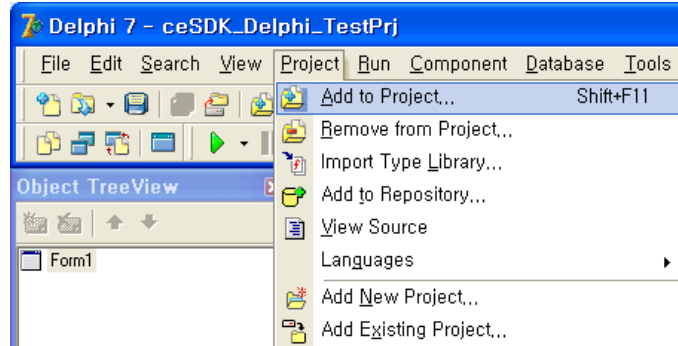 Delphi 7 - ceSDK_Delphi_TestPrj
File Edit Search View Project Run Component Database Tools
Add to Project,,, Shift+F11
Remove from Project,,,
Import Type Library,,,
Add to Repository,,,
View Source
Languages
Add New Project,,,
Add Existing Project,,,
Object TreeView
Form1